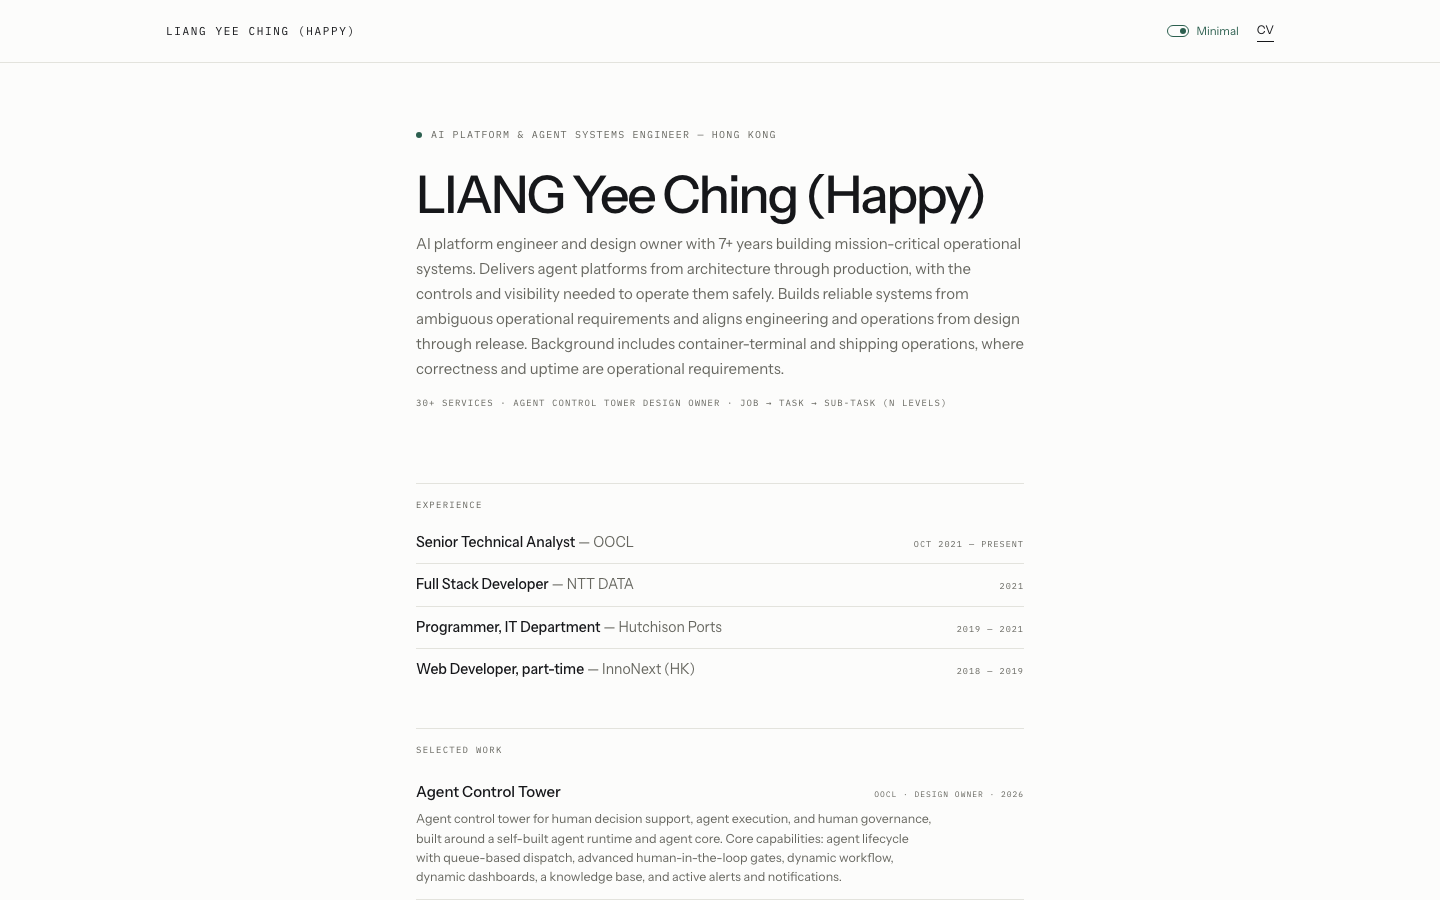 LIANG YEE CHING (HAPPY)
Minimal
CV
AI PLATFORM & AGENT SYSTEMS ENGINEER — HONG KONG
LIANG Yee Ching (Happy)
AI platform engineer and design owner with 7+ years building mission-critical operational
systems. Delivers agent platforms from architecture through production, with the
controls and visibility needed to operate them safely. Builds reliable systems from
ambiguous operational requirements and aligns engineering and operations from design
through release. Background includes container-terminal and shipping operations, where
correctness and uptime are operational requirements.
30+ SERVICES · AGENT CONTROL TOWER DESIGN OWNER · JOB → TASK → SUB-TASK (N LEVELS)
EXPERIENCE
Senior Technical Analyst — OOCL
OCT 2021 — PRESENT
Full Stack Developer — NTT DATA
2021
Programmer, IT Department — Hutchison Ports
2019 — 2021
Web Developer, part-time — InnoNext (HK)
2018 — 2019
SELECTED WORK
Agent Control Tower
OOCL · DESIGN OWNER · 2026
Agent control tower for human decision support, agent execution, and human governance,
built around a self-built agent runtime and agent core. Core capabilities: agent lifecycle
with queue-based dispatch, advanced human-in-the-loop gates, dynamic workflow,
dynamic dashboards, a knowledge base, and active alerts and notifications.